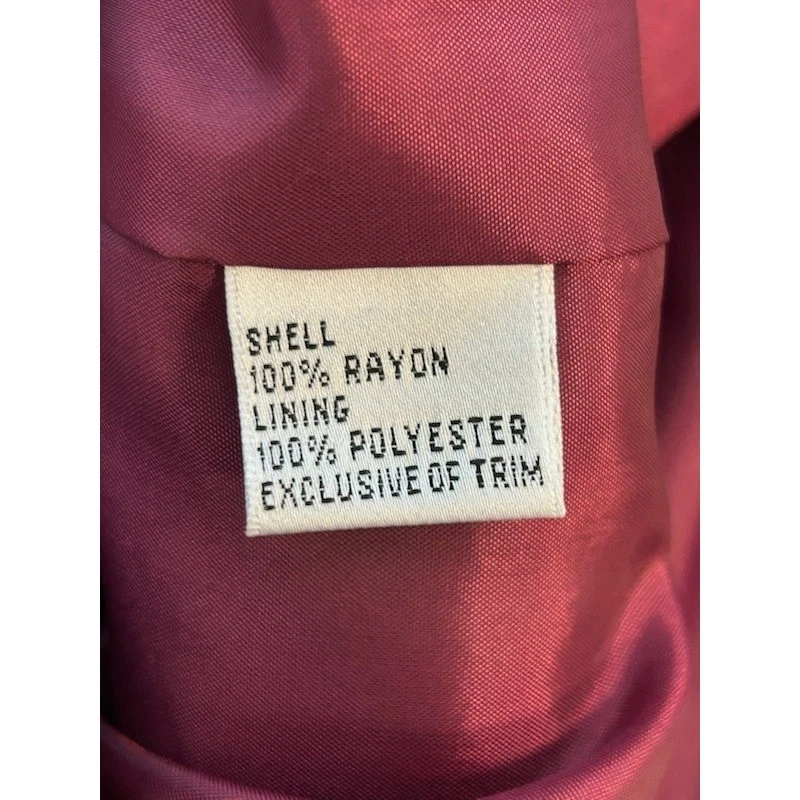 SHELL
100% RAYON
LINING
100% POLYESTER
EXCLUSIVE OF TRIM